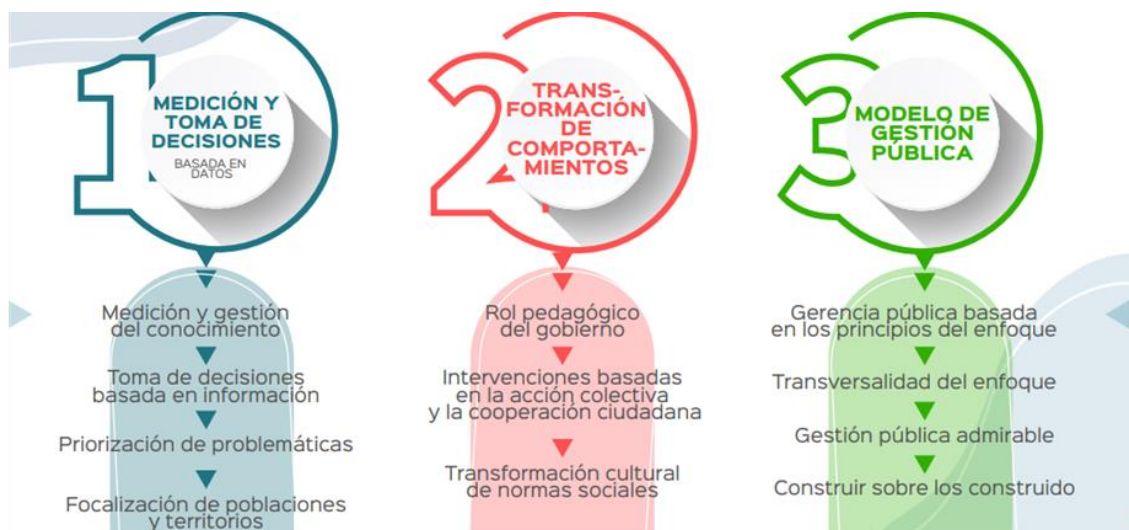 1
MEDICIÓN Y
TOMA DE
DECISIONES
BASADA EN
DATOS
Medición y gestión
del conocimiento
Toma de decisiones
basada en información
Priorización de problemáticas
Focalización de poblaciones
y territorios
2
TRANS-
FORMACIÓN
DE
COMPORTA-
MIENTOS
Rol pedagógico
del gobierno
Intervenciones basadas
en la acción colectiva
y la cooperación ciudadana
Transformación cultural
de normas sociales
3
MODELO DE
GESTIÓN
PÚBLICA
Gerencia pública basada
en los principios del enfoque
Transversalidad del enfoque
Gestión pública admirable
Construir sobre los construido